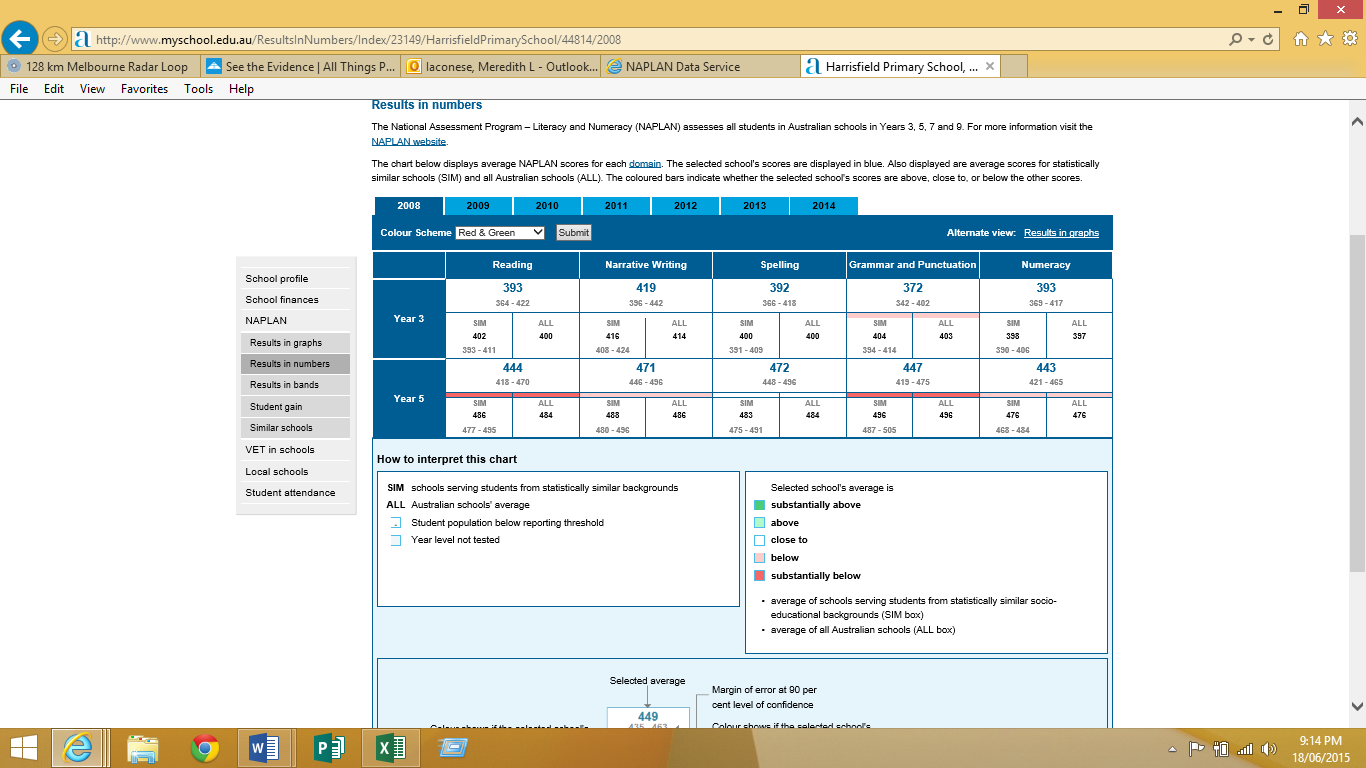 http://www.myschool.edu.au/ResultsInNumbers/Index/23149/HarrisfieldPrimarySchool/44814/2008
128 km Melbourne Radar Loop
See the Evidence | All Things P...
Iaconese, Meredith L - Outlook...
NAPLAN Data Service
Harrisfield Primary School, ...
File Edit View Favorites Tools Help
Results in numbers
The National Assessment Program – Literacy and Numeracy (NAPLAN) assesses all students in Australian schools in Years 3, 5, 7 and 9. For more information visit the
NAPLAN website.
The chart below displays average NAPLAN scores for each domain. The selected school's scores are displayed in blue. Also displayed are average scores for statistically
similar schools (SIM) and all Australian schools (ALL). The coloured bars indicate whether the selected school's scores are above, close to, or below the other scores.
2008 2009 2010 2011 2012 2013 2014
Colour Scheme Red & Green Submit Alternate view: Results in graphs
School profile
School finances
NAPLAN
Results in graphs
Results in numbers
Results in bands
Student gain
Similar schools
VET in schools
Local schools
Student attendance
Reading Narrative Writing Spelling Grammar and Punctuation Numeracy
Year 3
393 419 392 372 393
364 - 422 396 - 442 366 - 418 342 - 402 369 - 417
SIM ALL SIM ALL SIM ALL SIM ALL SIM ALL
402 400 416 414 400 400 404 403 398 397
393 - 411 408 - 424 391 - 409 394 - 414 390 - 406
Year 5
444 471 472 447 443
418 - 470 446 - 496 448 - 496 419 - 475 421 - 465
SIM ALL SIM ALL SIM ALL SIM ALL SIM ALL
486 484 488 486 483 484 496 496 476 476
477 - 495 480 - 496 475 - 491 487 - 505 468 - 484
How to interpret this chart
SIM schools serving students from statistically similar backgrounds
ALL Australian schools' average
- Student population below reporting threshold
Year level not tested
Selected school's average is
substantially above
above
close to
below
substantially below
• average of schools serving students from statistically similar socio-
educational backgrounds (SIM box)
• average of all Australian schools (ALL box)
Selected average
449
Margin of error at 90 per
cent level of confidence
Colour shows if the selected school's
Colour shows if the selected school's
9:14 PM
18/06/2015